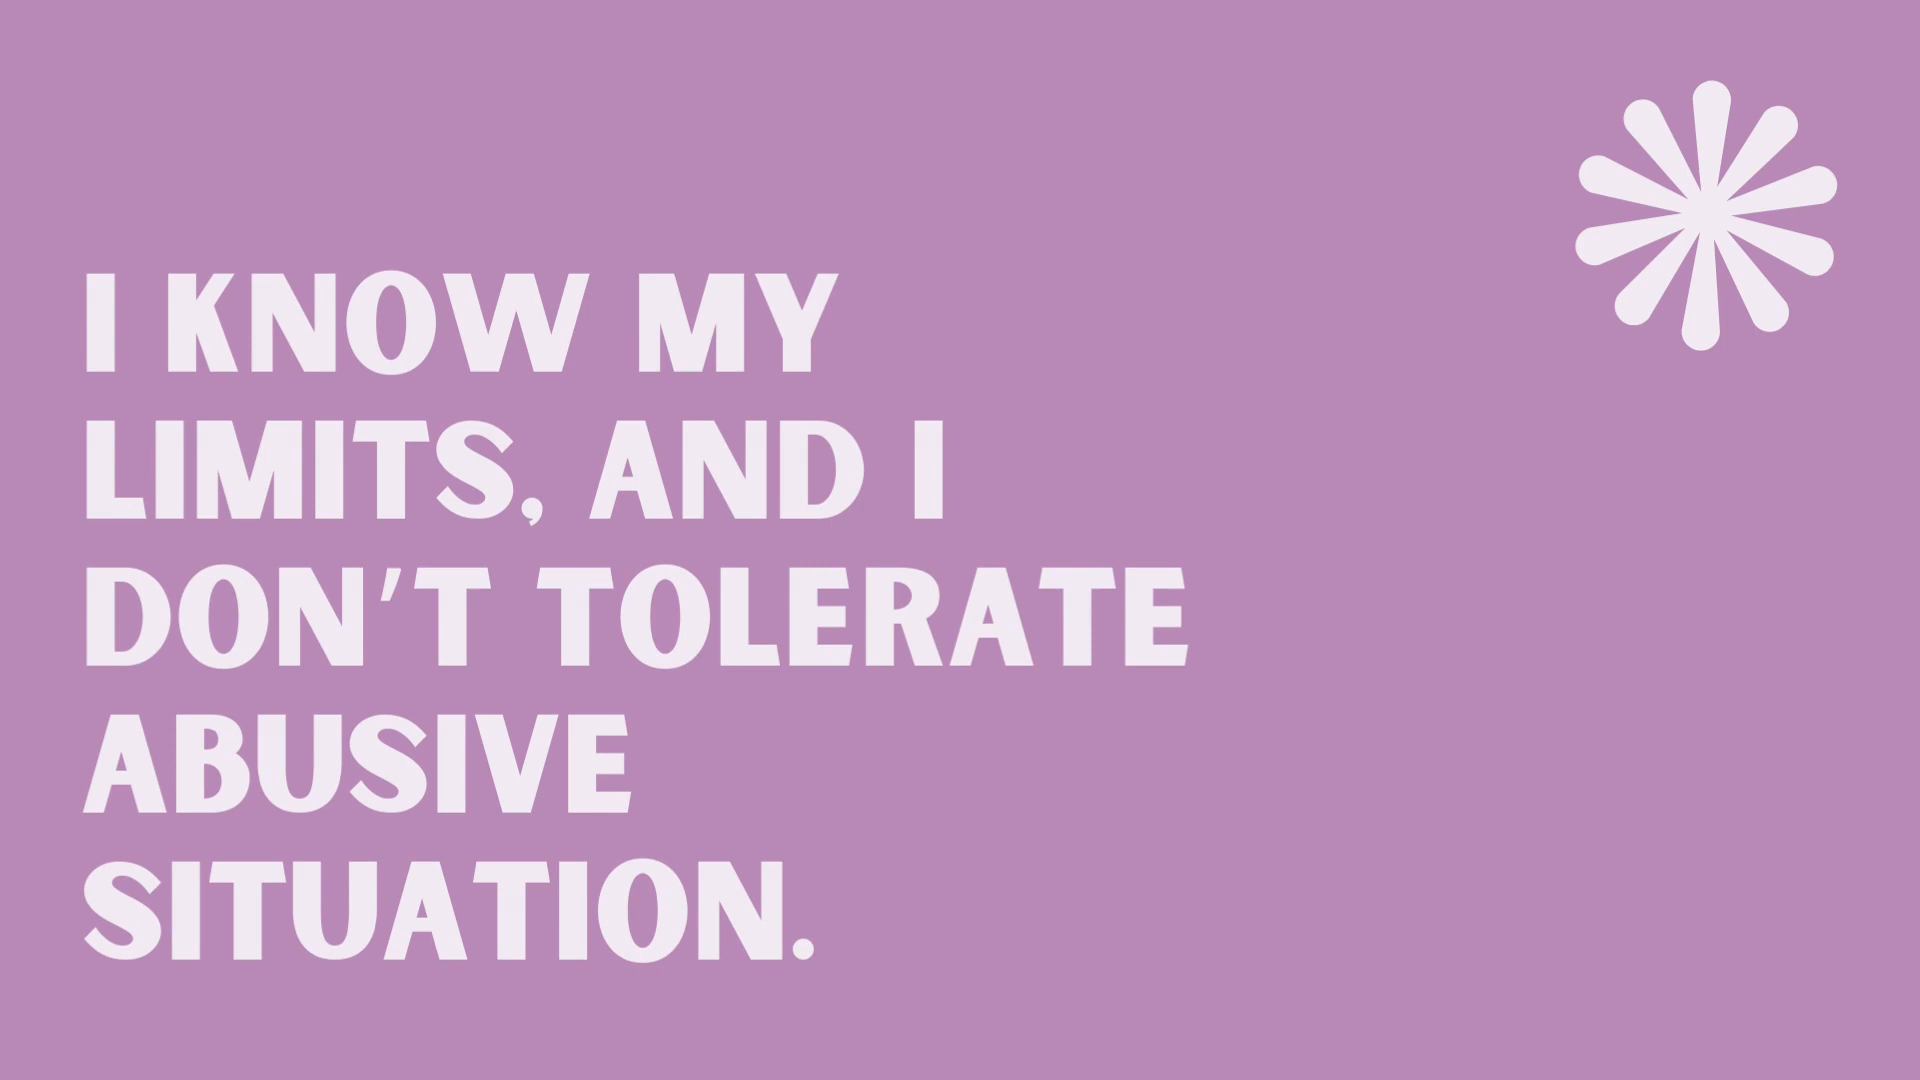 I KNOW MY
LIMITS, AND I
DON'T TOLERATE
ABUSIVE
SITUATION.